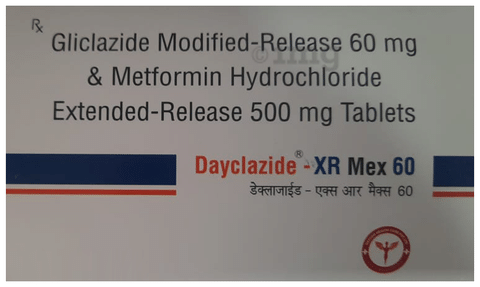 Rx
Gliclazide Modified-Release 60 mg
& Metformin Hydrochloride
Extended-Release 500 mg Tablets
Dayclazide® -XR Mex 60
डेक्लाजाईड - एक्स आर मैक्स 60